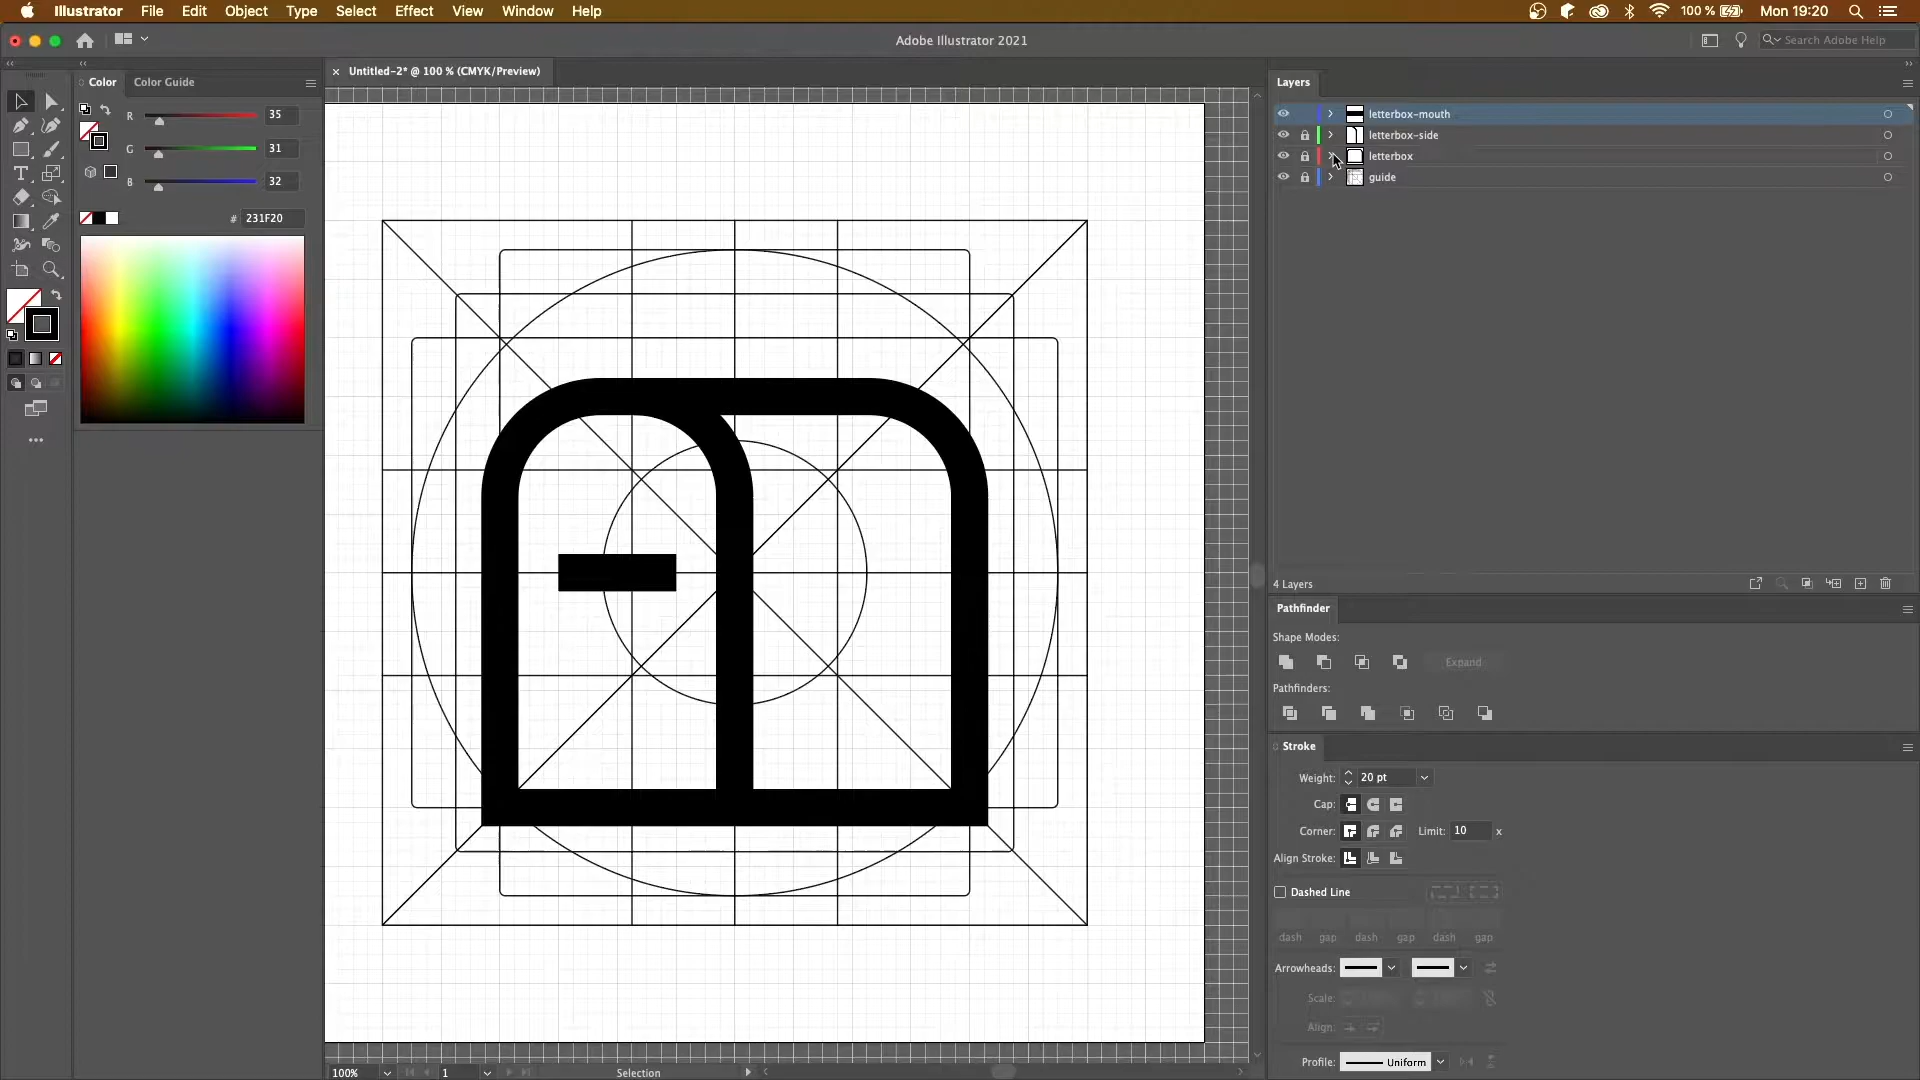 Illustrator File Edit Object Type Select Effect View Window Help
100 % Mon 19:20
Adobe Illustrator 2021
Search Adobe Help
Color Color Guide
R 35
G 31
B 32
# 231F20
× Untitled-2* @ 100 % (CMYK/Preview)
Layers
letterbox-mouth
letterbox-side
letterbox
guide
4 Layers
Pathfinder
Shape Modes:
Expand
Pathfinders:
Stroke
Weight: 20 pt
Cap:
Corner: Limit: 10 x
Align Stroke:
Dashed Line
dash gap dash gap dash gap
Arrowheads:
Scale:
Align:
Profile: Uniform
100% 1 Selection